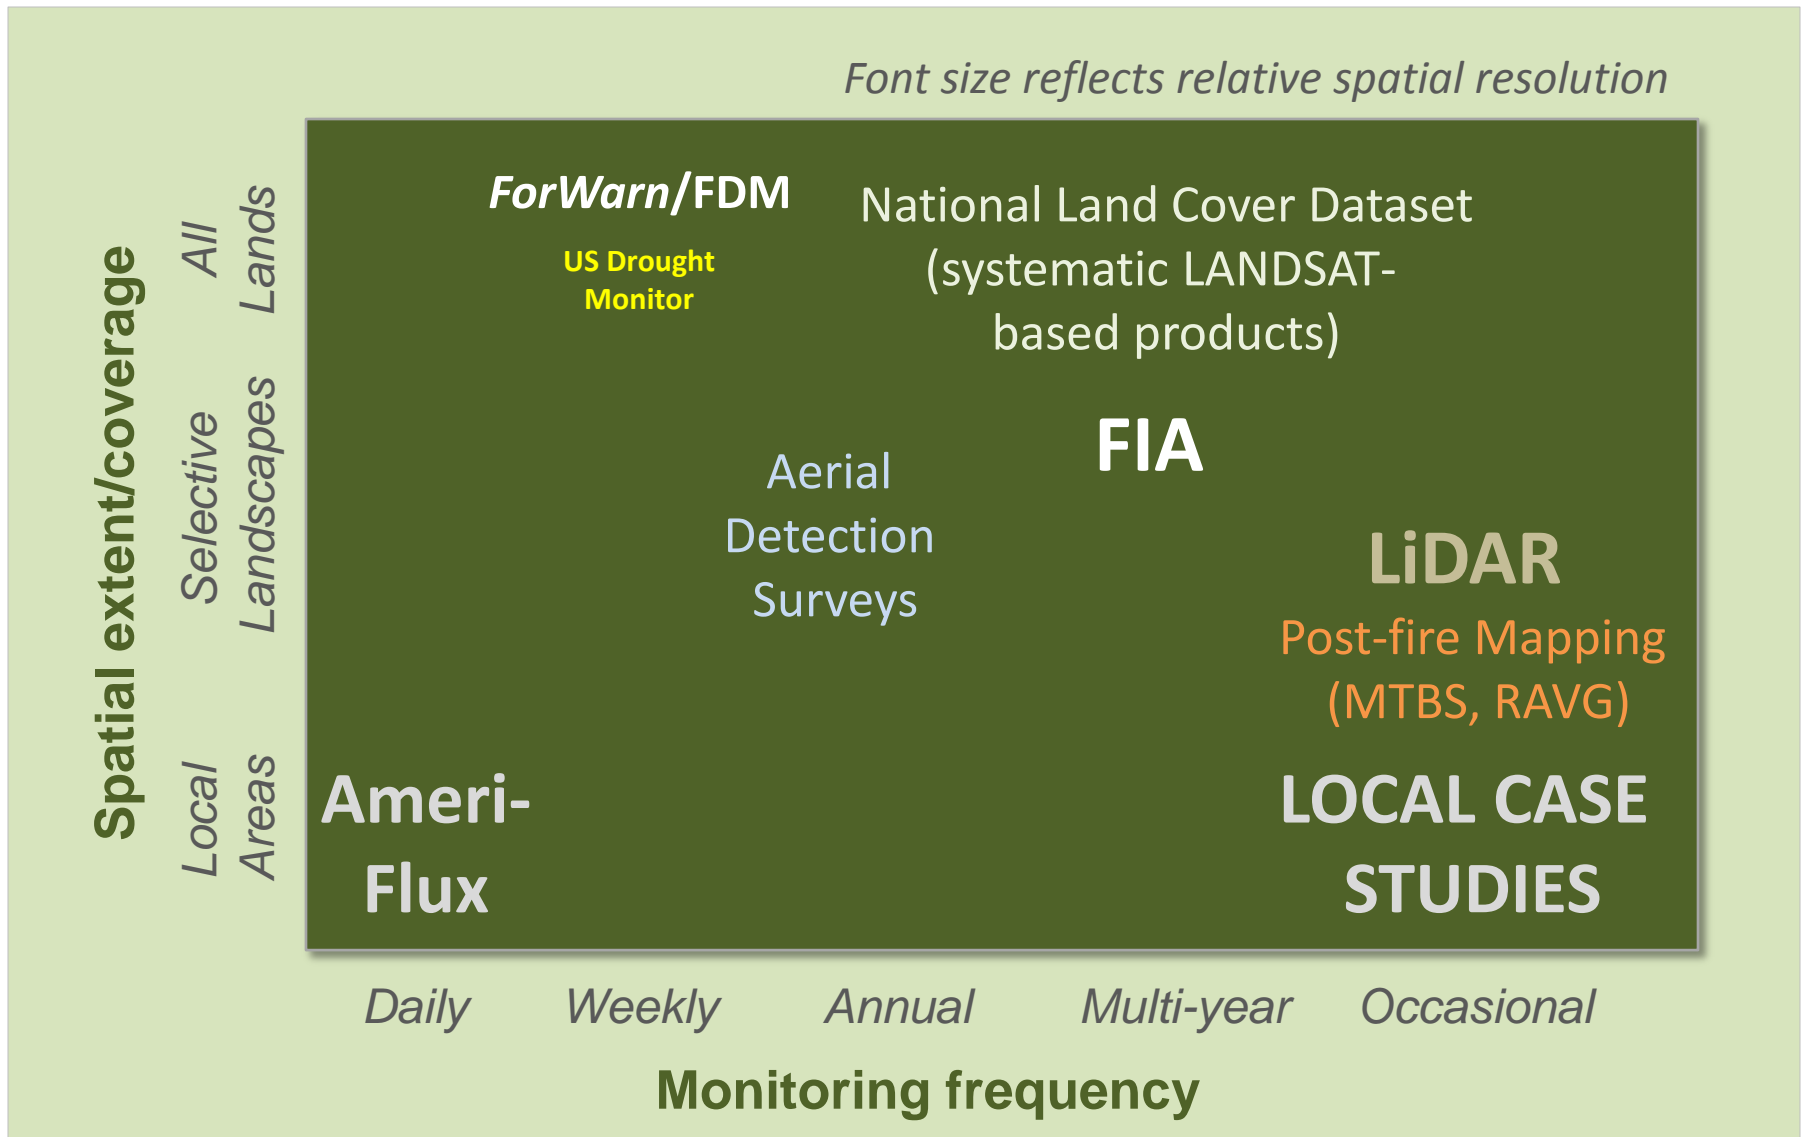 Font size reflects relative spatial resolution
Spatial extent/coverage
All
Lands
Selective
Landscapes
Local
Areas
ForWarn/FDM
US Drought
Monitor
National Land Cover Dataset
(systematic LANDSAT-
based products)
FIA
Aerial
Detection
Surveys
LiDAR
Post-fire Mapping
(MTBS, RAVG)
Ameri-
Flux
LOCAL CASE
STUDIES
Daily
Weekly
Annual
Multi-year
Occasional
Monitoring frequency